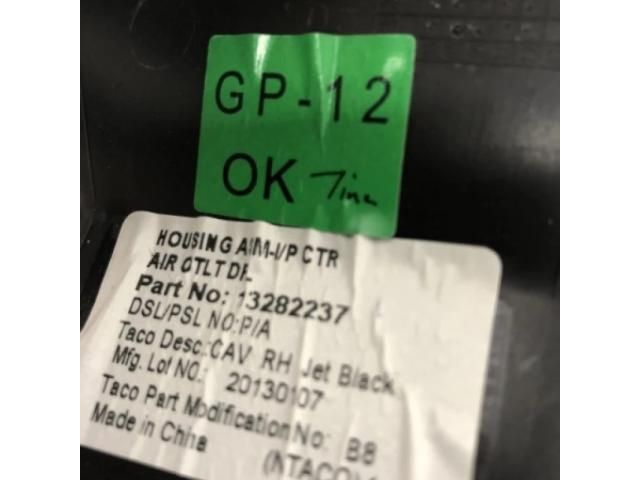 GP-12
OK Tina
HOUSING ASM-I/P CTR
AIR OTLT DFL
Part No: 13282237
DSL/PSL NO:P/A
Taco Desc.:CAV RH Jet Black
Mfg. Lot NO.: 20130107
Taco Part Modification No: B8
Made in China